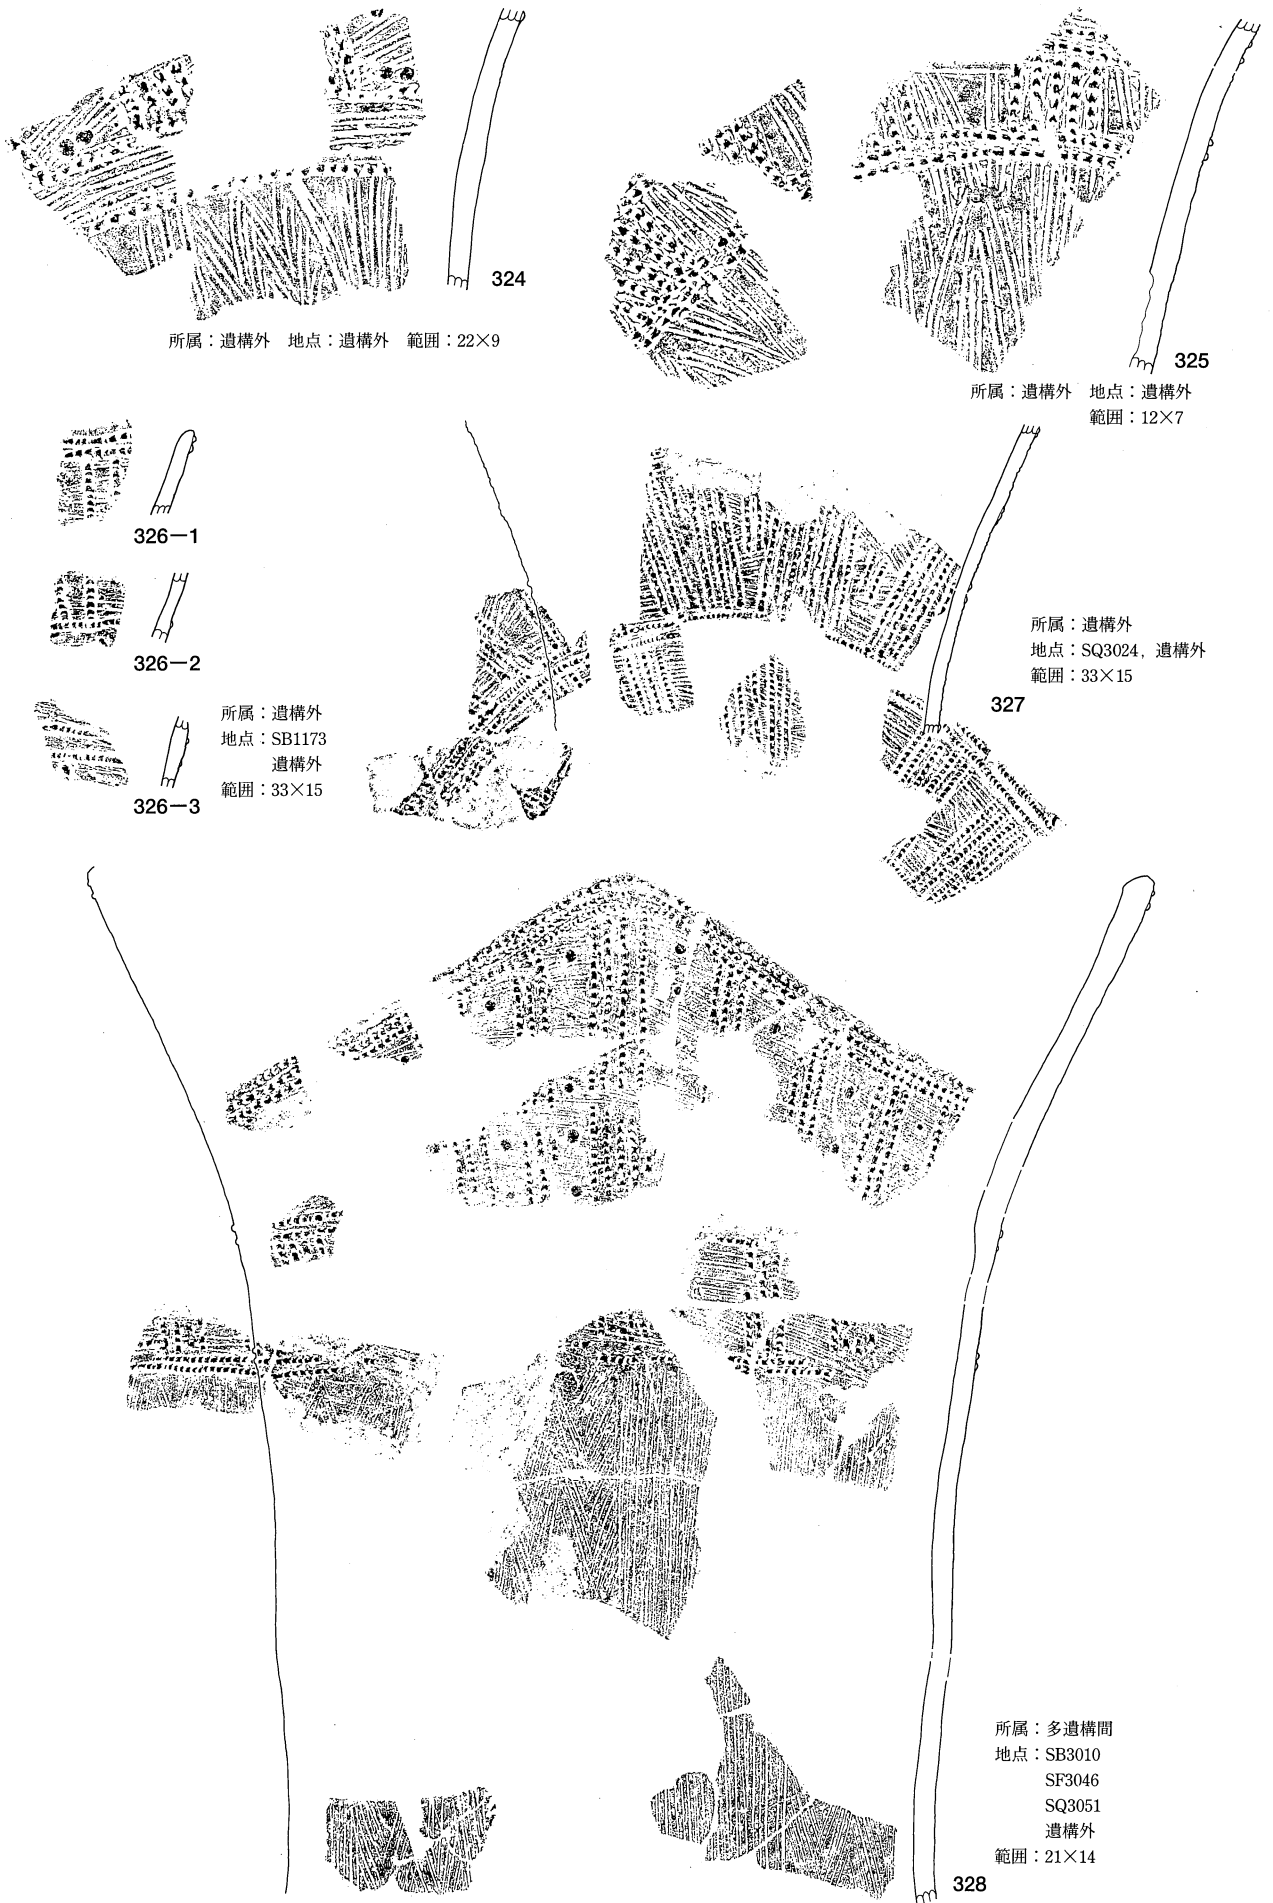 324
所属：遺構外　地点：遺構外　範囲：22×9
325
所属：遺構外　地点：遺構外
範囲：12×7
326－1
326－2
326－3
所属：遺構外
地点：SB1173
遺構外
範囲：33×15
327
所属：遺構外
地点：SQ3024，遺構外
範囲：33×15
328
所属：多遺構間
地点：SB3010
SF3046
SQ3051
遺構外
範囲：21×14